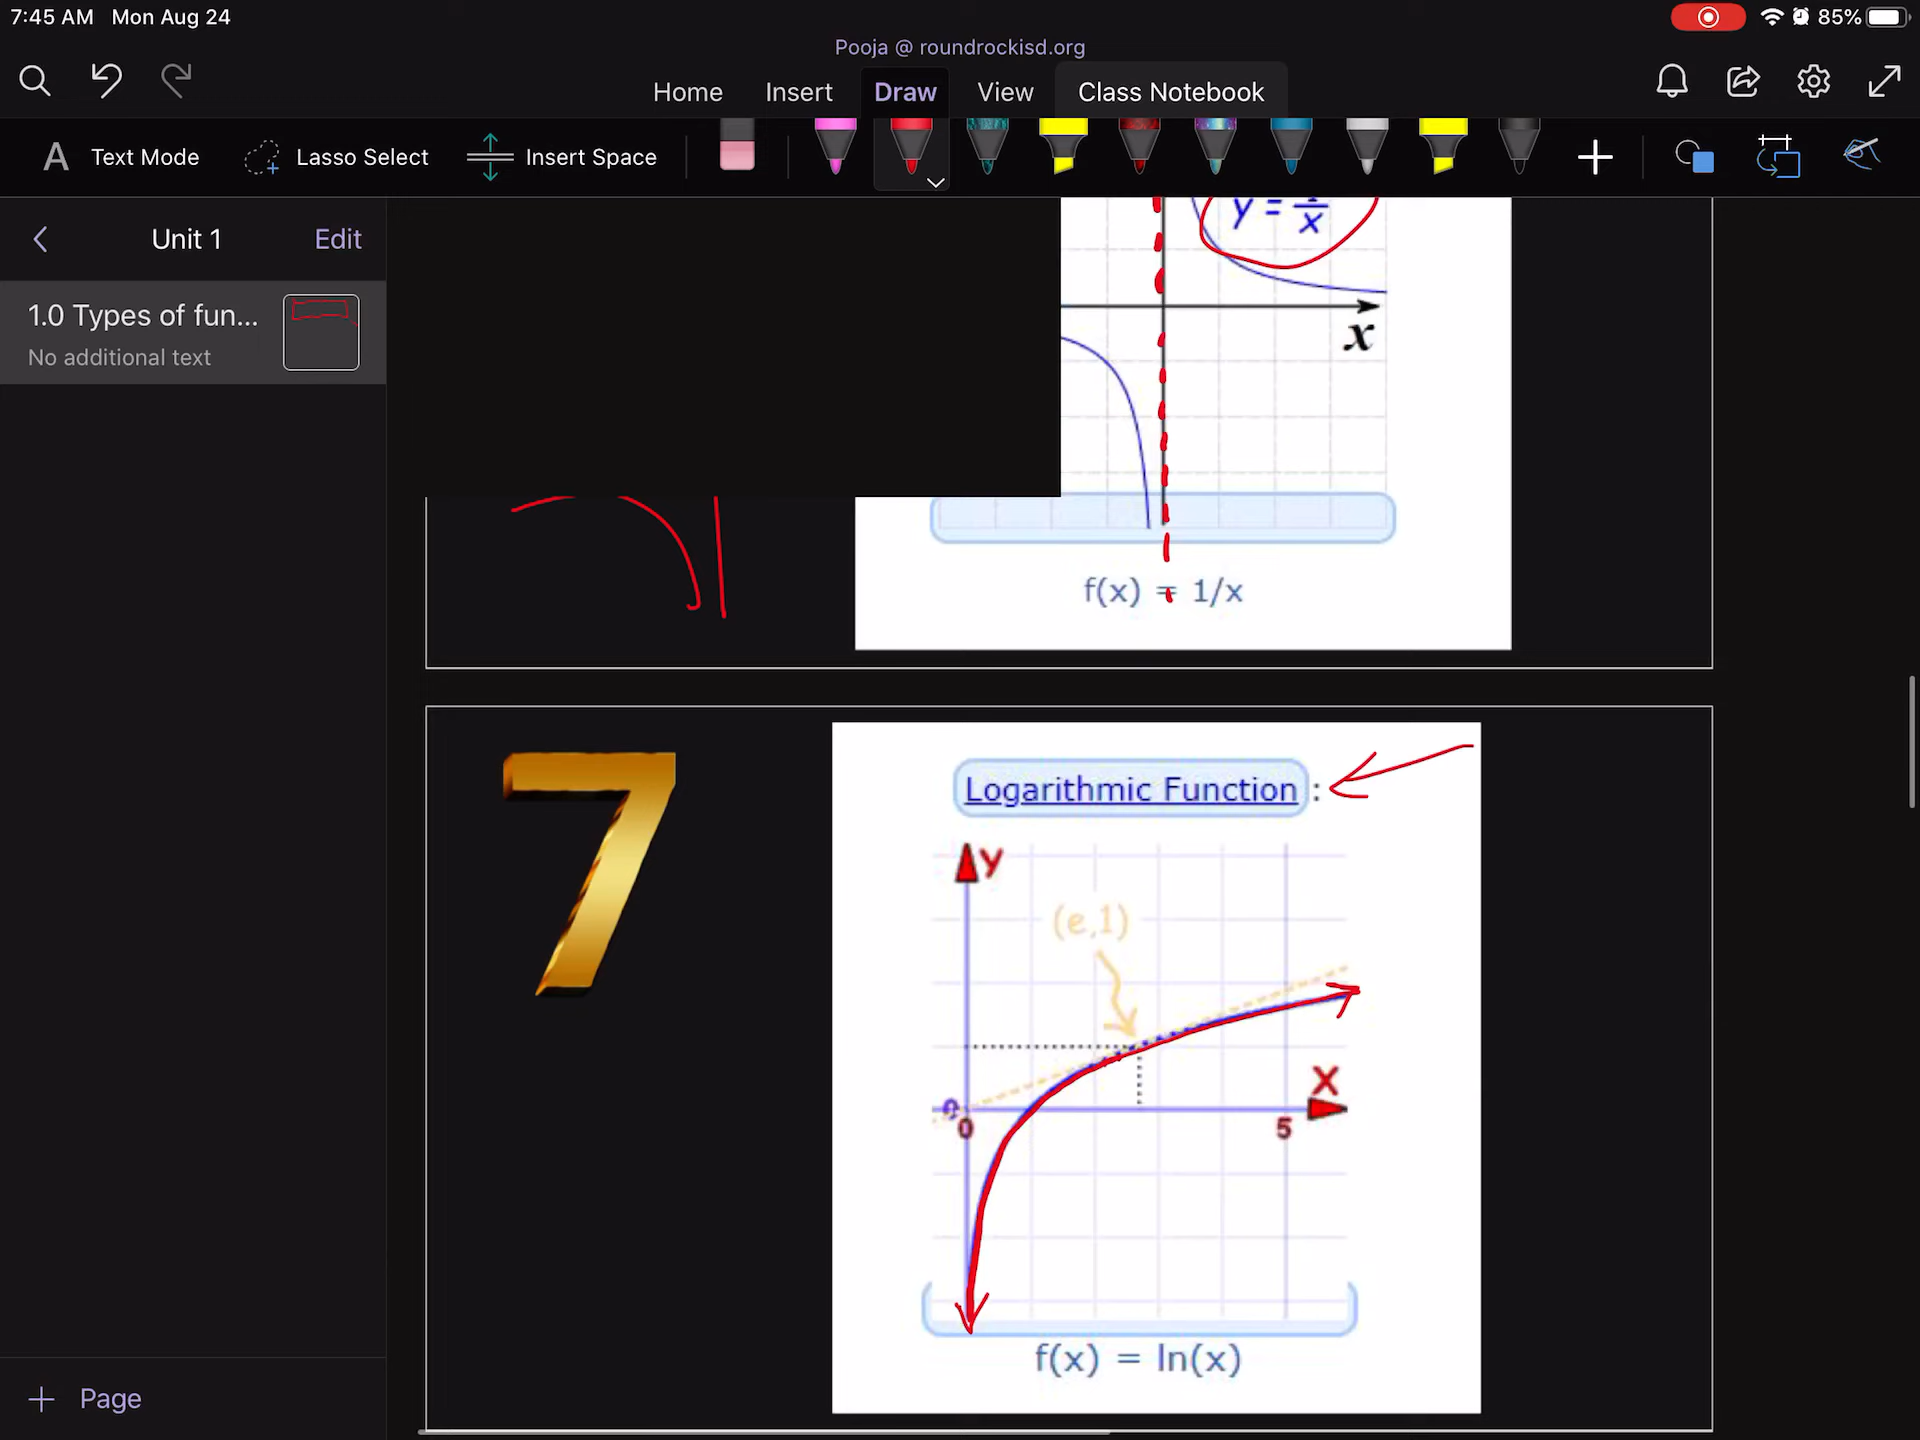 7:45 AM Mon Aug 24
85%
Pooja @ roundrockisd.org
Home Insert Draw View Class Notebook
A Text Mode Lasso Select Insert Space
Unit 1 Edit
1.0 Types of fun...
No additional text
y = 1/x
x
f(x) = 1/x
7
Logarithmic Function :
y
(e,1)
X
0
0 5
f(x) = ln(x)
Page